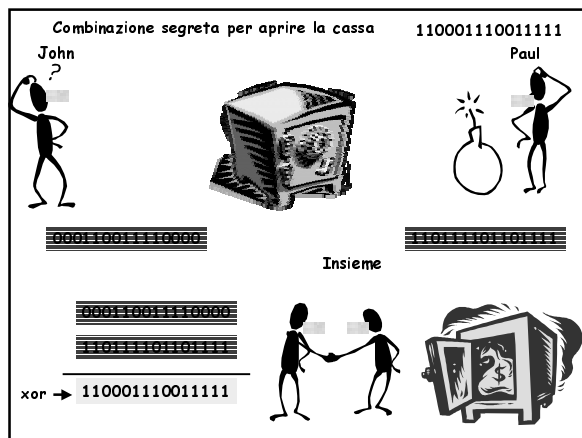 Combinazione segreta per aprire la cassa 110001110011111
John Paul
?
000110011110000 110111101101111
Insieme
000110011110000
110111101101111
xor → 110001110011111